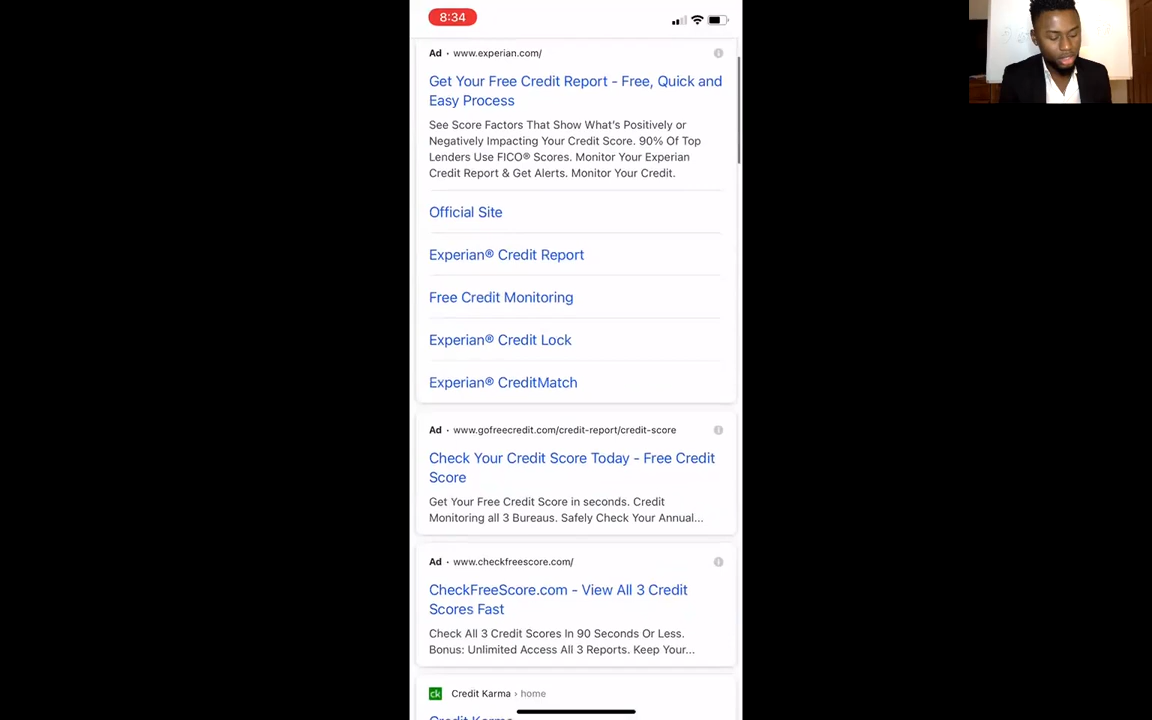 8:34
Ad · www.experian.com/
Get Your Free Credit Report - Free, Quick and
Easy Process
See Score Factors That Show What's Positively or
Negatively Impacting Your Credit Score. 90% Of Top
Lenders Use FICO® Scores. Monitor Your Experian
Credit Report & Get Alerts. Monitor Your Credit.
Official Site
Experian® Credit Report
Free Credit Monitoring
Experian® Credit Lock
Experian® CreditMatch
Ad · www.gofreecredit.com/credit-report/credit-score
Check Your Credit Score Today - Free Credit
Score
Get Your Free Credit Score in seconds. Credit
Monitoring all 3 Bureaus. Safely Check Your Annual...
Ad · www.checkfreescore.com/
CheckFreeScore.com - View All 3 Credit
Scores Fast
Check All 3 Credit Scores In 90 Seconds Or Less.
Bonus: Unlimited Access All 3 Reports. Keep Your...
ck Credit Karma › home
Credit Karma